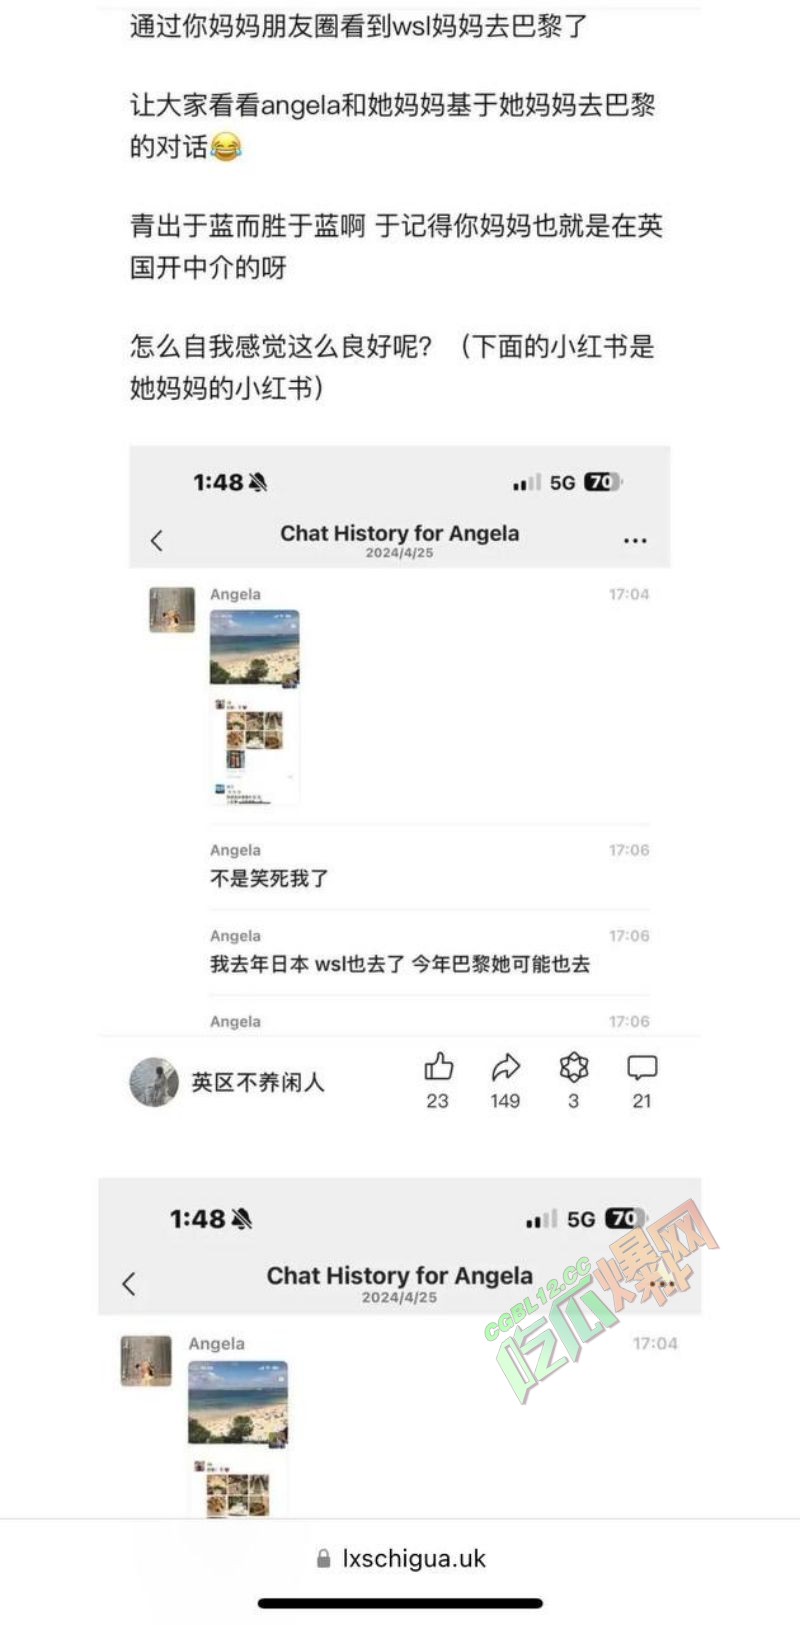 通过你妈妈朋友圈看到wsl妈妈去巴黎了
让大家看看angela和她妈妈基于她妈妈去巴黎
的对话😂
青出于蓝而胜于蓝啊 于记得你妈妈也就是在英
国开中介的呀
怎么自我感觉这么良好呢？（下面的小红书是
她妈妈的小红书）
1:48 5G 70
Chat History for Angela
2024/4/25
Angela 17:04
Angela 17:06
不是笑死我了
Angela 17:06
我去年日本 wsl也去了 今年巴黎她可能也去
Angela 17:06
英区不养闲人
23 149 3 21
1:48 5G 70
Chat History for Angela
2024/4/25
CGBL12.CC
吃瓜爆料网
Angela 17:04
lxschigua.uk